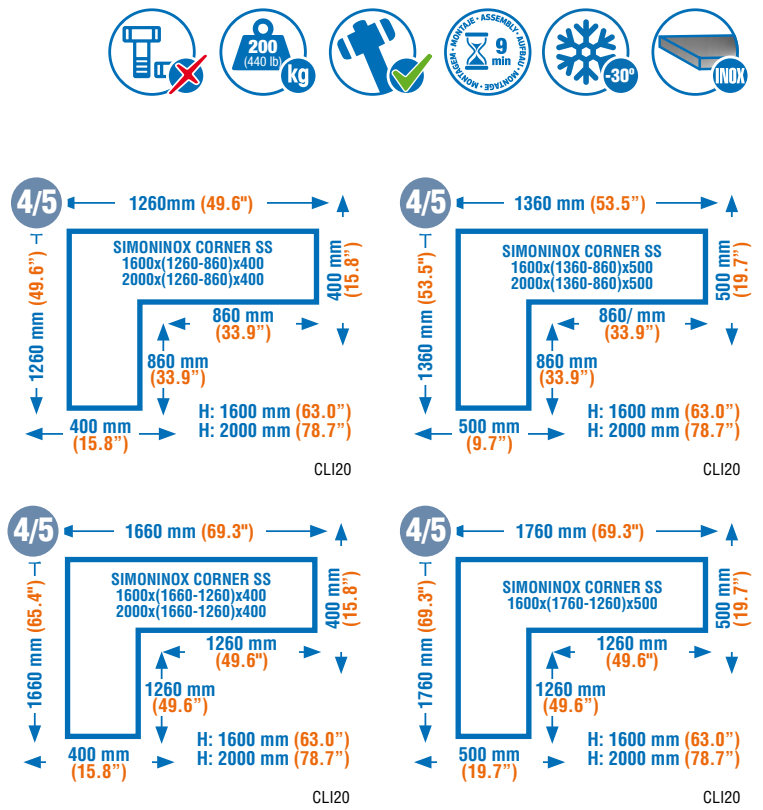 200
(440 lb)
kg
MONTAJE · ASSEMBLY · AUFBAU · MONTAGE · MONTAGEM ·
9
min
-30º
INOX
4/5
1260mm (49.6")
1260 mm (49.6”)
SIMONINOX CORNER SS
1600x(1260-860)x400
2000x(1260-860)x400
400 mm
(15.8”)
860 mm
(33.9”)
860 mm
(33.9”)
400 mm
(15.8”)
H: 1600 mm (63.0”)
H: 2000 mm (78.7”)
CLI20
4/5
1360 mm (53.5”)
1360 mm (53.5")
SIMONINOX CORNER SS
1600x(1360-860)x500
2000x(1360-860)x500
500 mm
(19.7”)
860/ mm
(33.9”)
860 mm
(33.9”)
500 mm
(9.7”)
H: 1600 mm (63.0”)
H: 2000 mm (78.7”)
CLI20
4/5
1660 mm (69.3")
1660 mm (65.4")
SIMONINOX CORNER SS
1600x(1660-1260)x400
2000x(1660-1260)x400
400 mm
(15.8”)
1260 mm
(49.6")
1260 mm
(49.6”)
400 mm
(15.8”)
H: 1600 mm (63.0”)
H: 2000 mm (78.7”)
CLI20
4/5
1760 mm (69.3”)
1760 mm (69.3")
SIMONINOX CORNER SS
1600x(1760-1260)x500
500 mm
(19.7”)
1260 mm
(49.6")
1260 mm
(49.6”)
500 mm
(19.7”)
H: 1600 mm (63.0”)
H: 2000 mm (78.7”)
CLI20